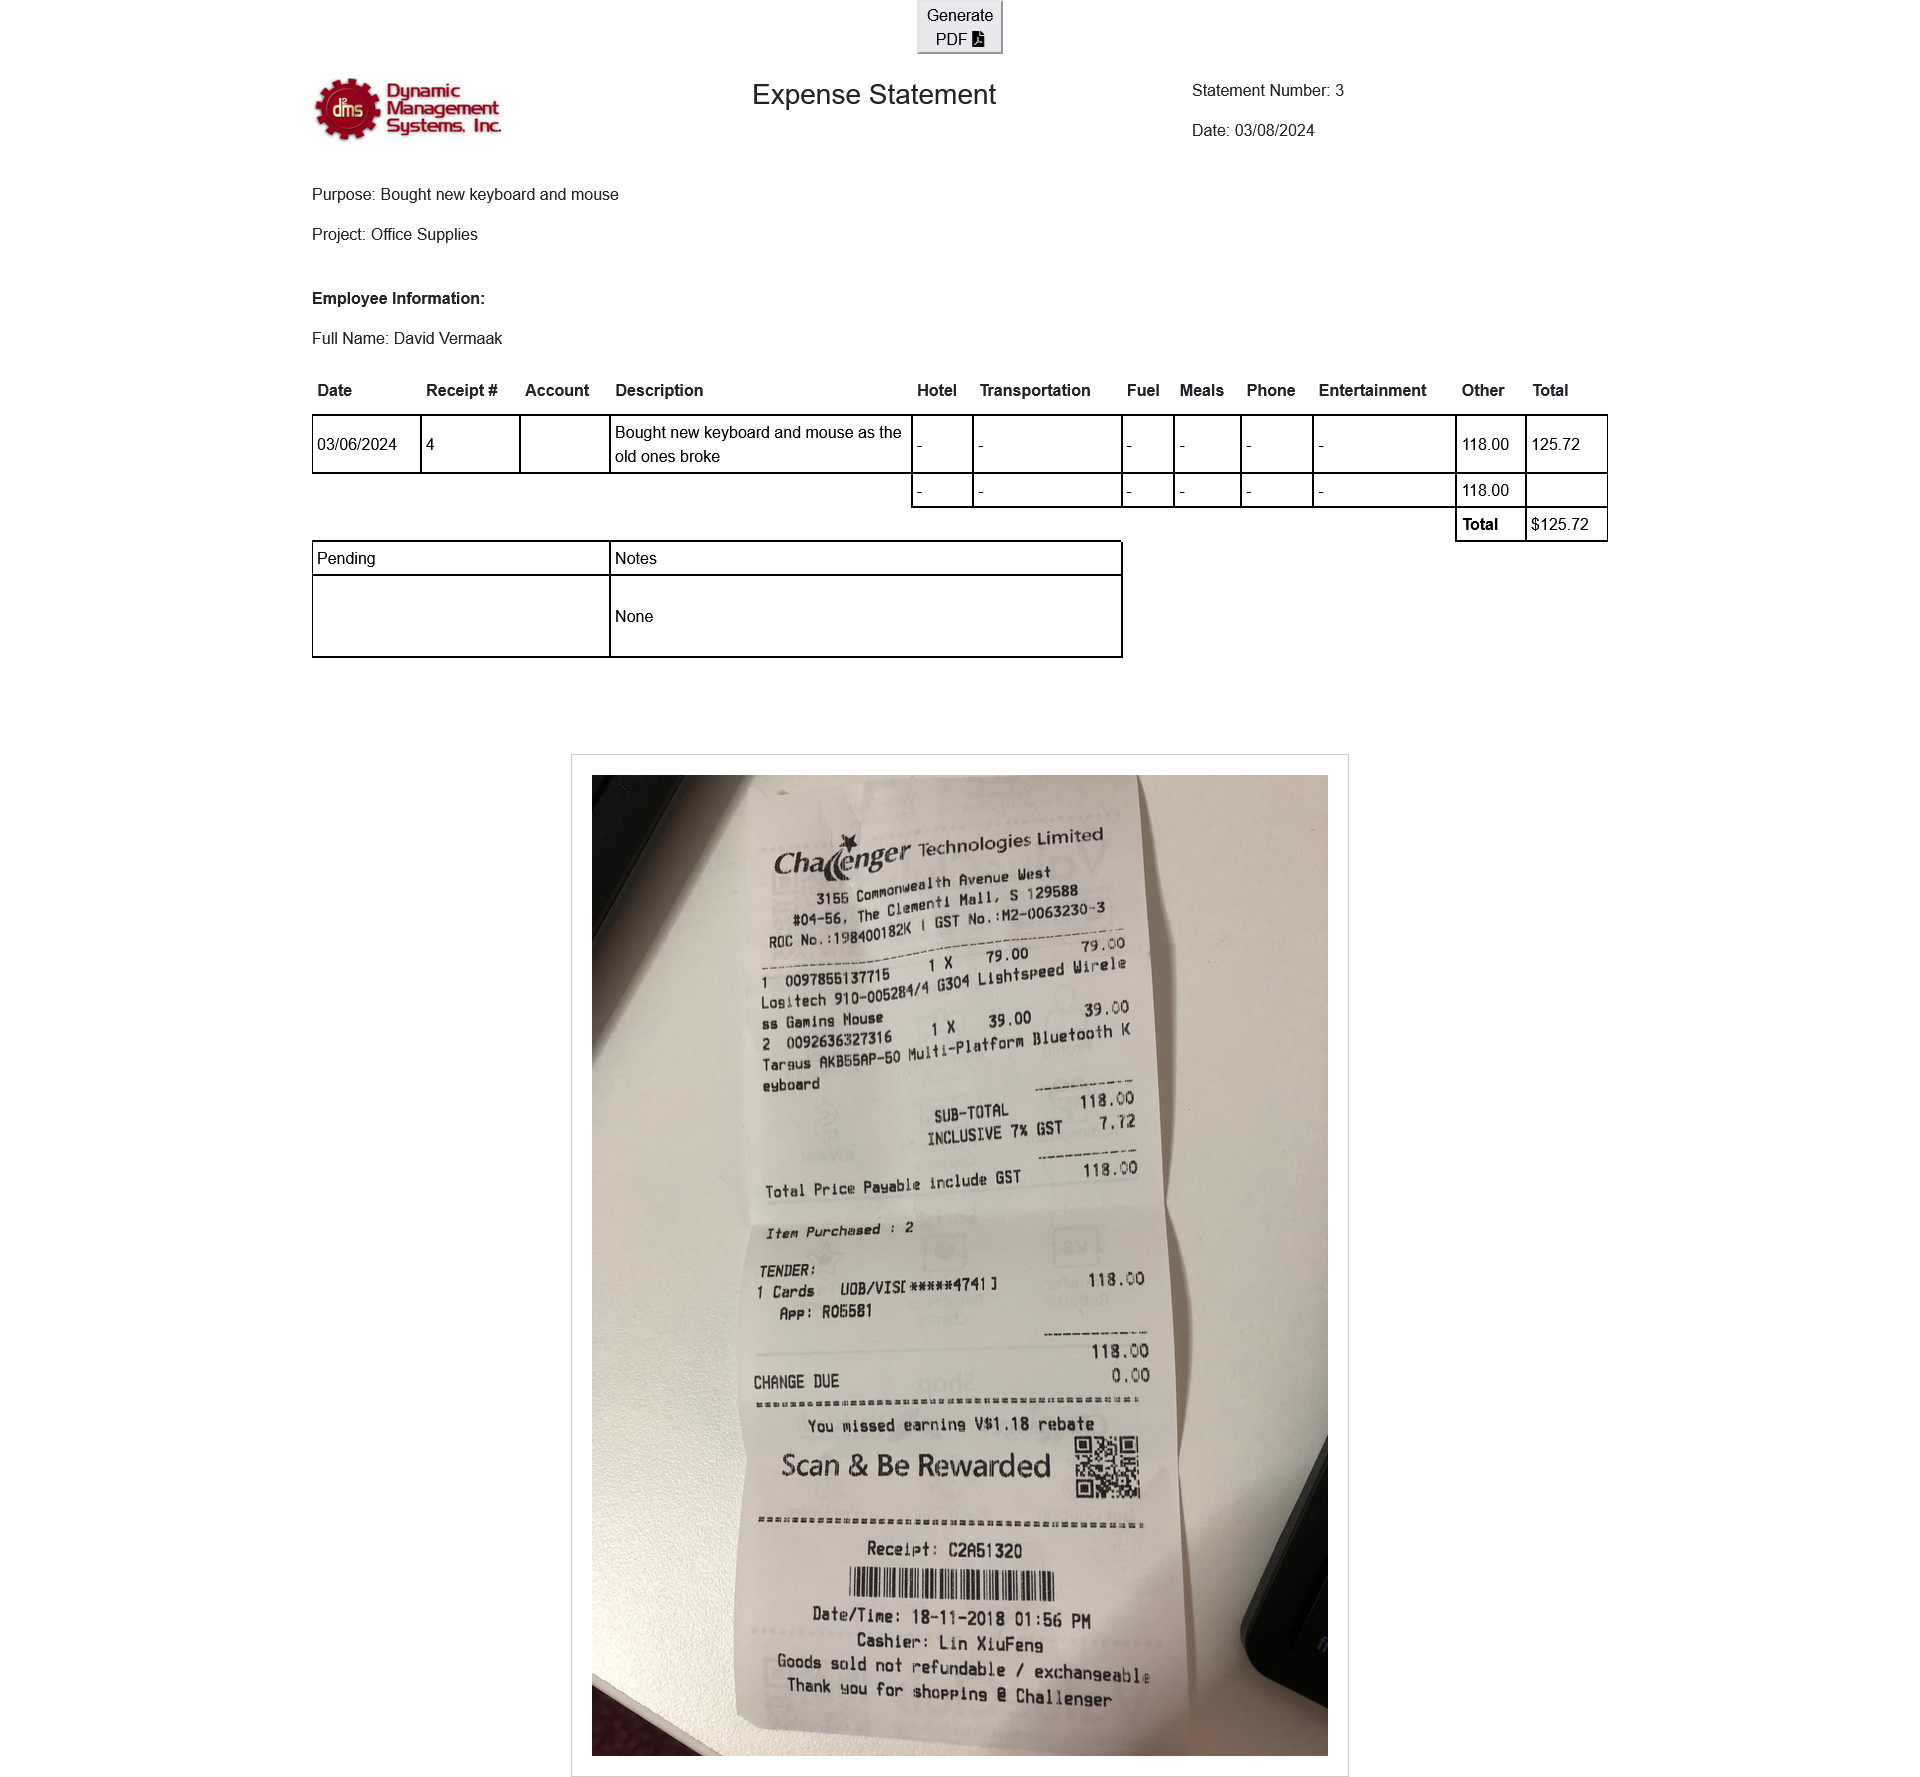 Generate
PDF
d²ms
Dynamic
Management
Systems, Inc.
Expense Statement
Statement Number: 3
Date: 03/08/2024
Purpose: Bought new keyboard and mouse
Project: Office Supplies
Employee Information:
Full Name: David Vermaak
Date Receipt # Account Description Hotel Transportation Fuel Meals Phone Entertainment Other Total
03/06/2024 4 Bought new keyboard and mouse as the old ones broke - - - - - - 118.00 125.72
- - - - - - 118.00
Total $125.72
Pending Notes
None
Challenger Technologies Limited
3155 Commonwealth Avenue West
#04-56, The Clementi Mall, S 129588
ROC No.:198400182K | GST No.:M2-0063230-3
1 0097855137715 1 X 79.00 79.00
Logitech 910-005284/4 G304 Lightspeed Wirele
ss Gaming Mouse
2 0092636327316 1 X 39.00 39.00
Targus AKB55AP-50 Multi-Platform Bluetooth K
eyboard
SUB-TOTAL 118.00
INCLUSIVE 7% GST 7.72
Total Price Payable include GST 118.00
Item Purchased : 2
TENDER:
1 Cards UOB/VIS[*****4741] 118.00
App: R05581
118.00
CHANGE DUE 0.00
You missed earning V$1.18 rebate
Scan & Be Rewarded
Receipt: C2A51320
Date/Time: 18-11-2018 01:56 PM
Cashier: Lin XiuFeng
Goods sold not refundable / exchangeable
Thank you for shopping @ Challenger